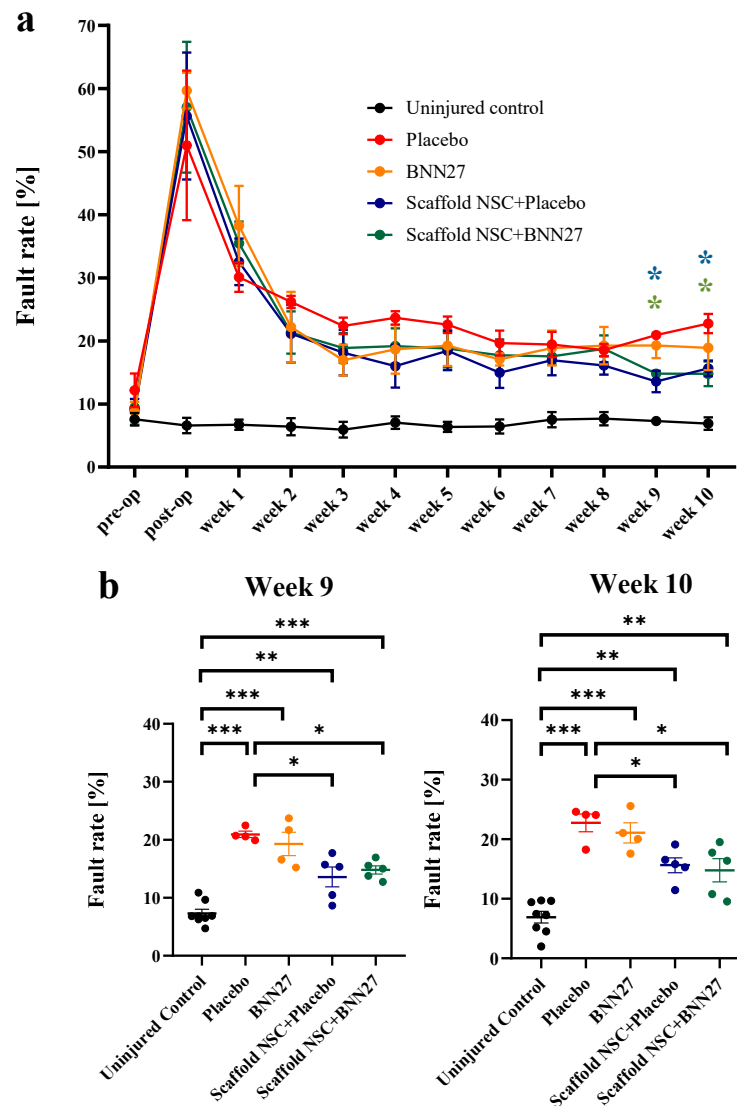 a
Fault rate [%]
70
60
50
40
30
20
10
0
Uninjured control
Placebo
BNN27
Scaffold NSC+Placebo
Scaffold NSC+BNN27
* *
* *
pre-op
post-op
week 1
week 2
week 3
week 4
week 5
week 6
week 7
week 8
week 9
week 10
b
Week 9
***
**
***
*** *
*
Fault rate [%]
40
30
20
10
0
Uninjured Control
Placebo
BNN27
Scaffold NSC+Placebo
Scaffold NSC+BNN27
Week 10
**
**
***
*** *
*
Fault rate [%]
40
30
20
10
0
Uninjured Control
Placebo
BNN27
Scaffold NSC+Placebo
Scaffold NSC+BNN27